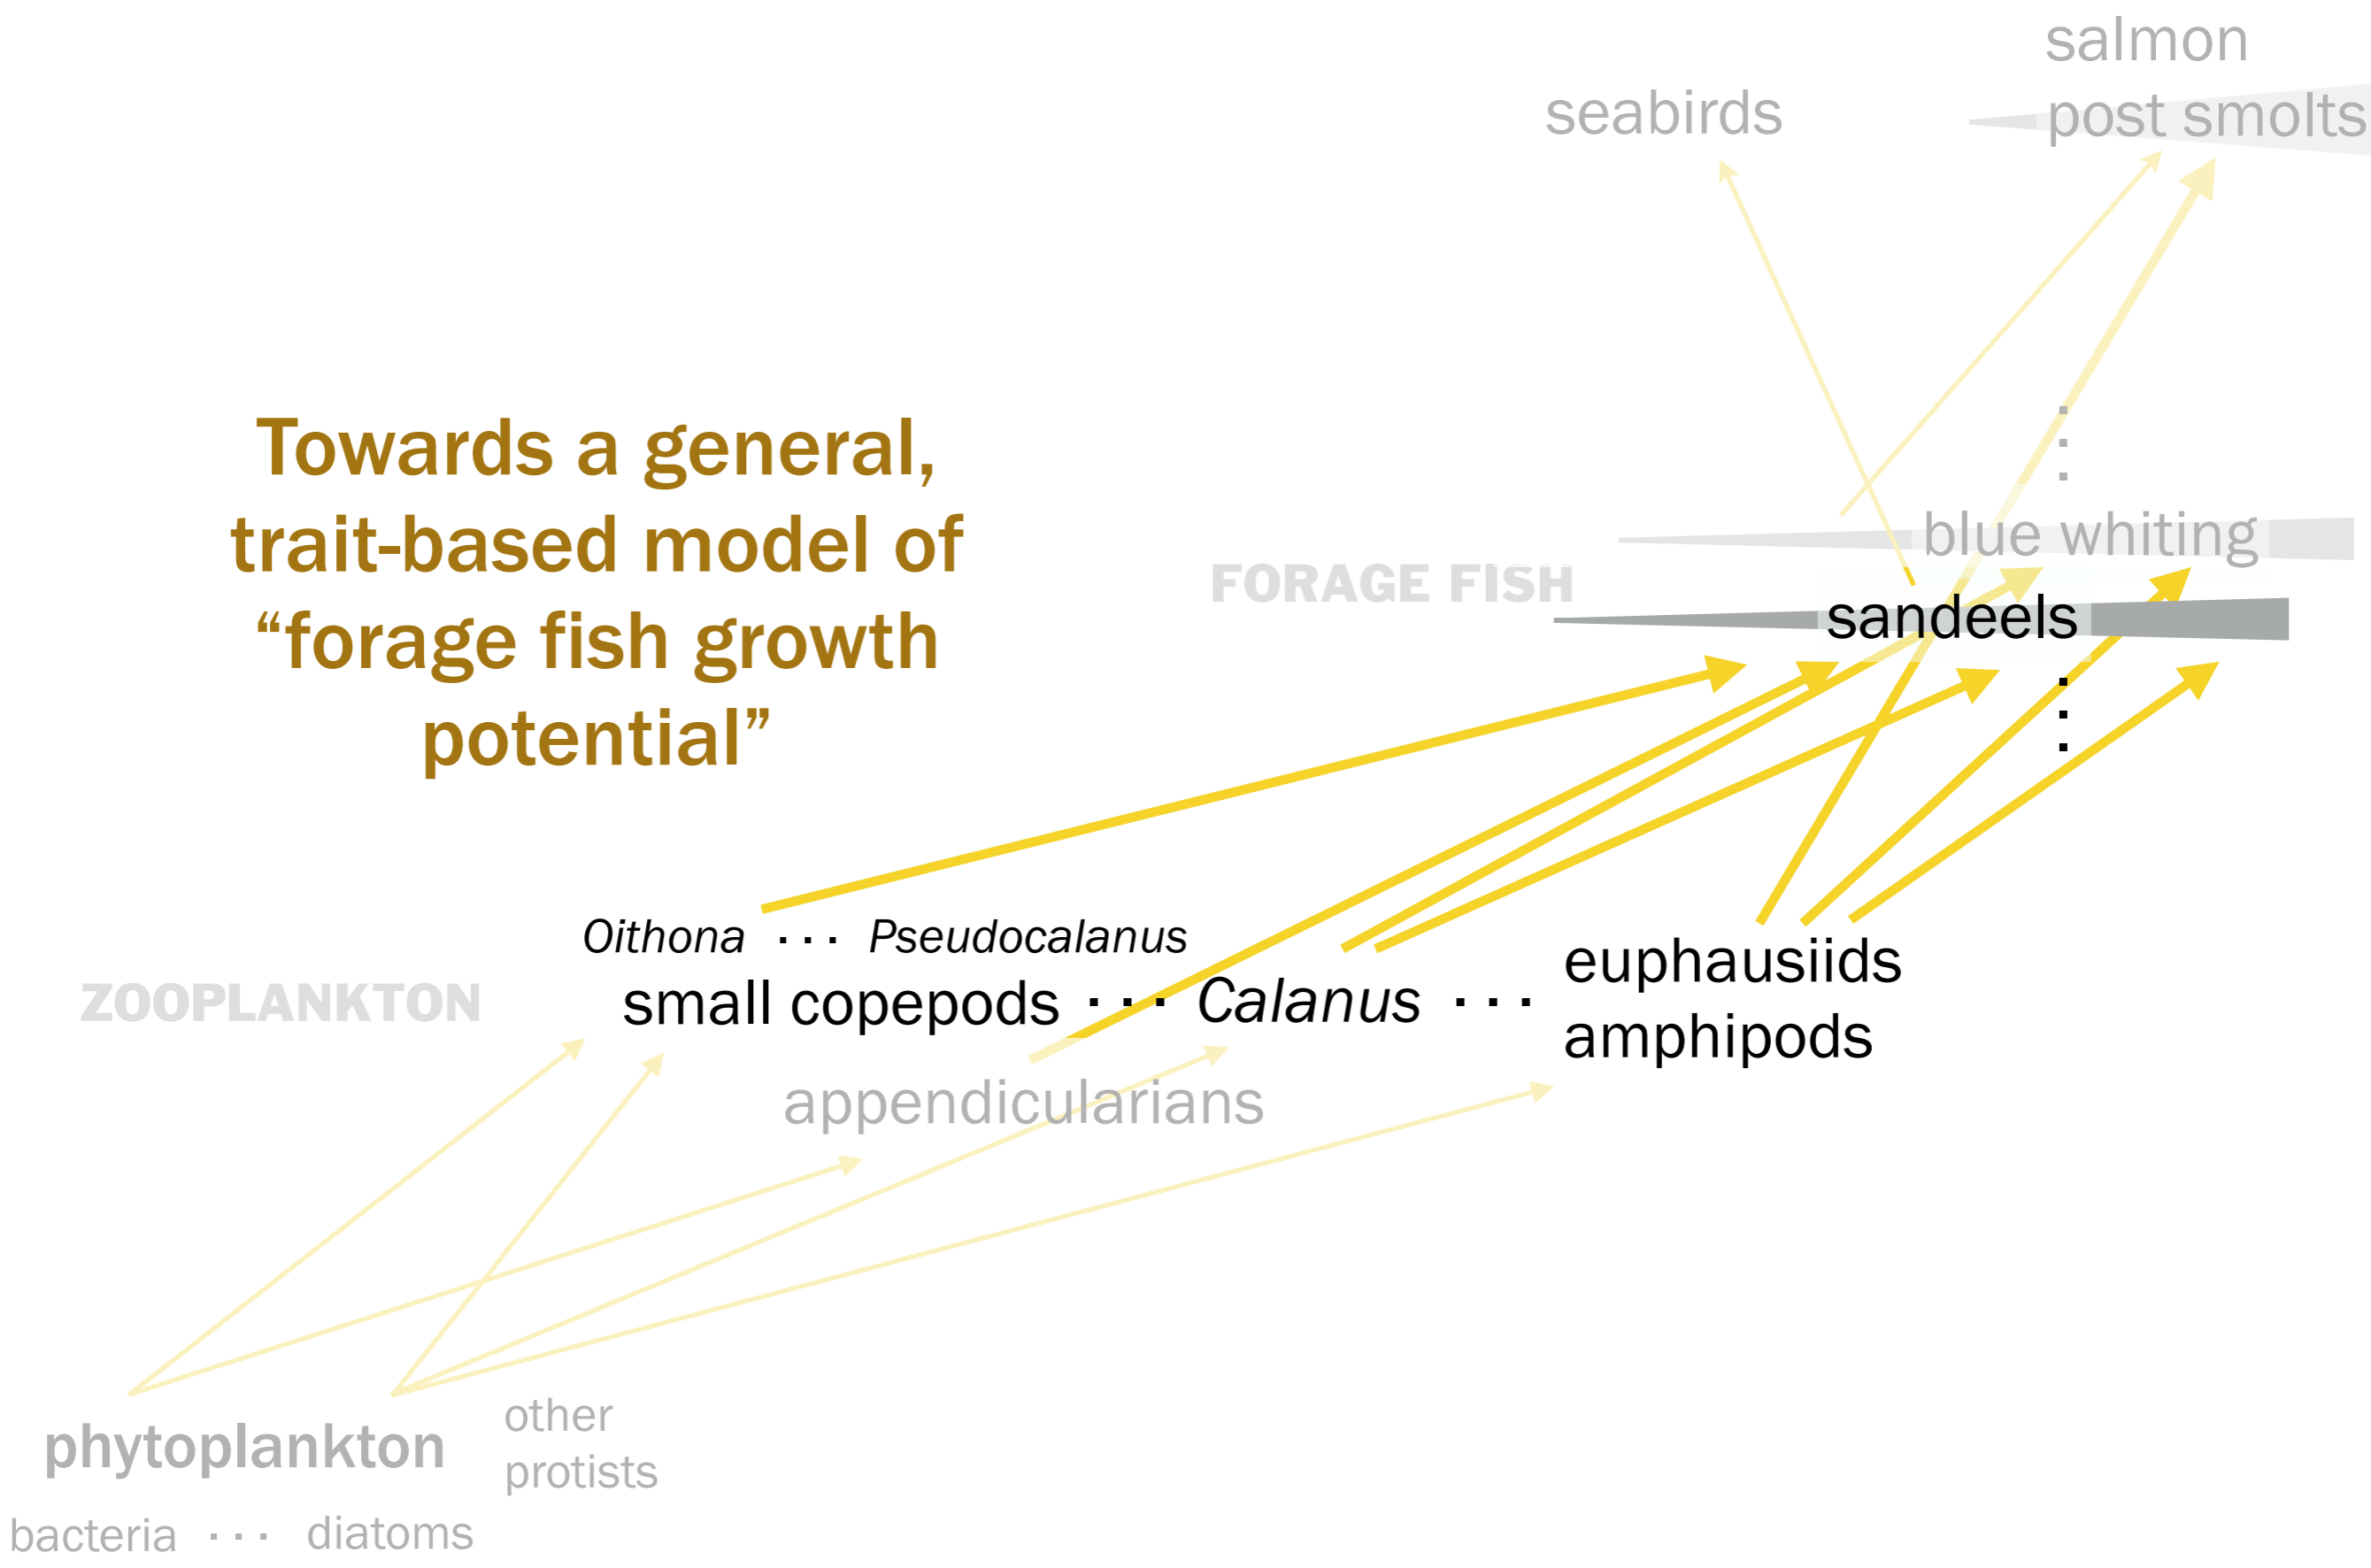 salmon
seabirds
post smolts
Towards a general,
trait-based model of
“forage fish growth
potential”
blue whiting
FORAGE FISH
sandeels
Oithona ··· Pseudocalanus
ZOOPLANKTON
small copepods ··· Calanus ···
euphausiids
amphipods
appendicularians
phytoplankton
other
protists
bacteria ··· diatoms